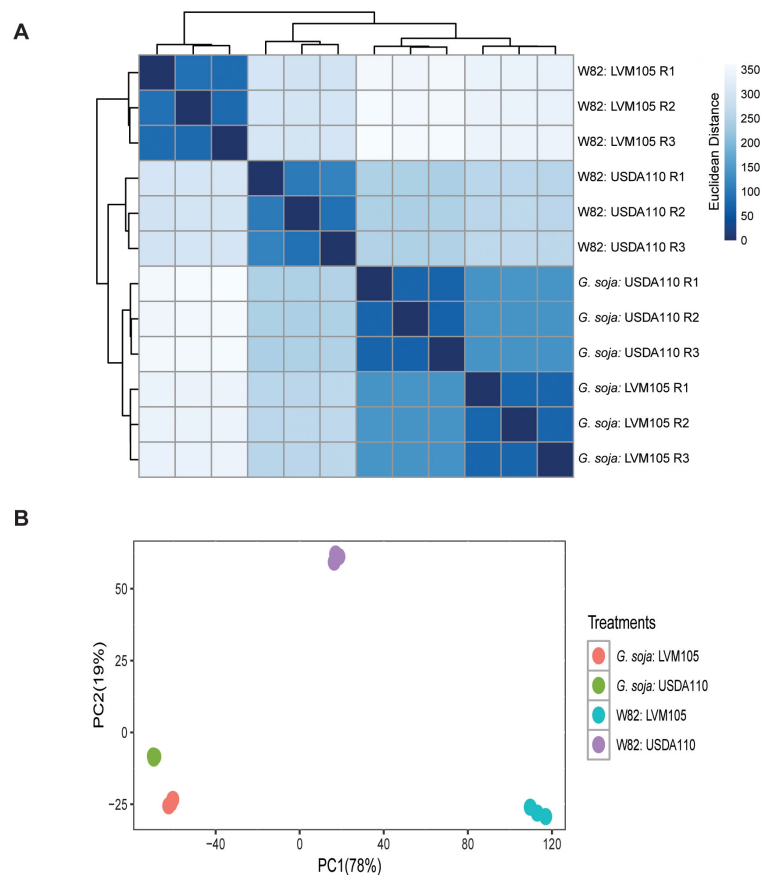 A
W82: LVM105 R1
W82: LVM105 R2
W82: LVM105 R3
W82: USDA110 R1
W82: USDA110 R2
W82: USDA110 R3
G. soja: USDA110 R1
G. soja: USDA110 R2
G. soja: USDA110 R3
G. soja: LVM105 R1
G. soja: LVM105 R2
G. soja: LVM105 R3
Euclidean Distance
350
300
250
200
150
100
50
0
B
PC2(19%)
50
25
0
−25
−40
0
40
80
120
PC1(78%)
Treatments
G. soja: LVM105
G. soja: USDA110
W82: LVM105
W82: USDA110